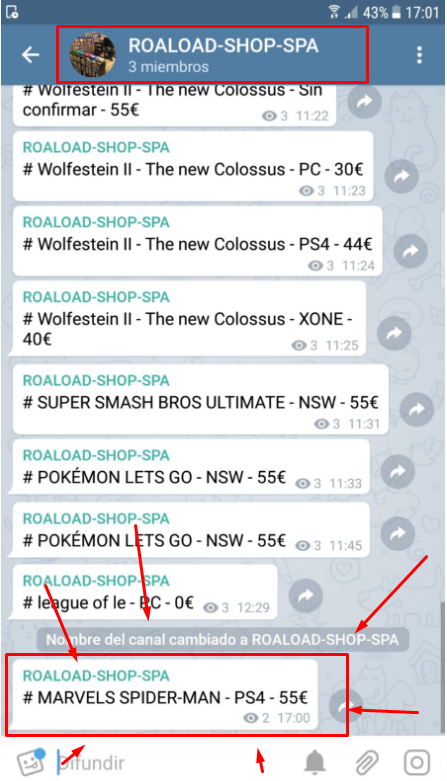 43% 17:01
ROALOAD-SHOP-SPA
3 miembros
# Wolfestein II - The new Colossus - Sin
confirmar - 55€
3 11:22
ROALOAD-SHOP-SPA
# Wolfestein II - The new Colossus - PC - 30€
3 11:23
ROALOAD-SHOP-SPA
# Wolfestein II - The new Colossus - PS4 - 44€
3 11:24
ROALOAD-SHOP-SPA
# Wolfestein II - The new Colossus - XONE -
40€
3 11:25
ROALOAD-SHOP-SPA
# SUPER SMASH BROS ULTIMATE - NSW - 55€
3 11:31
ROALOAD-SHOP-SPA
# POKÉMON LETS GO - NSW - 55€ 3 11:33
ROALOAD-SHOP-SPA
# POKÉMON LETS GO - NSW - 55€ 3 11:45
ROALOAD-SHOP-SPA
# league of le - PC - 0€ 3 12:29
Nombre del canal cambiado a ROALOAD-SHOP-SPA
ROALOAD-SHOP-SPA
# MARVELS SPIDER-MAN - PS4 - 55€
2 17:00
Difundir